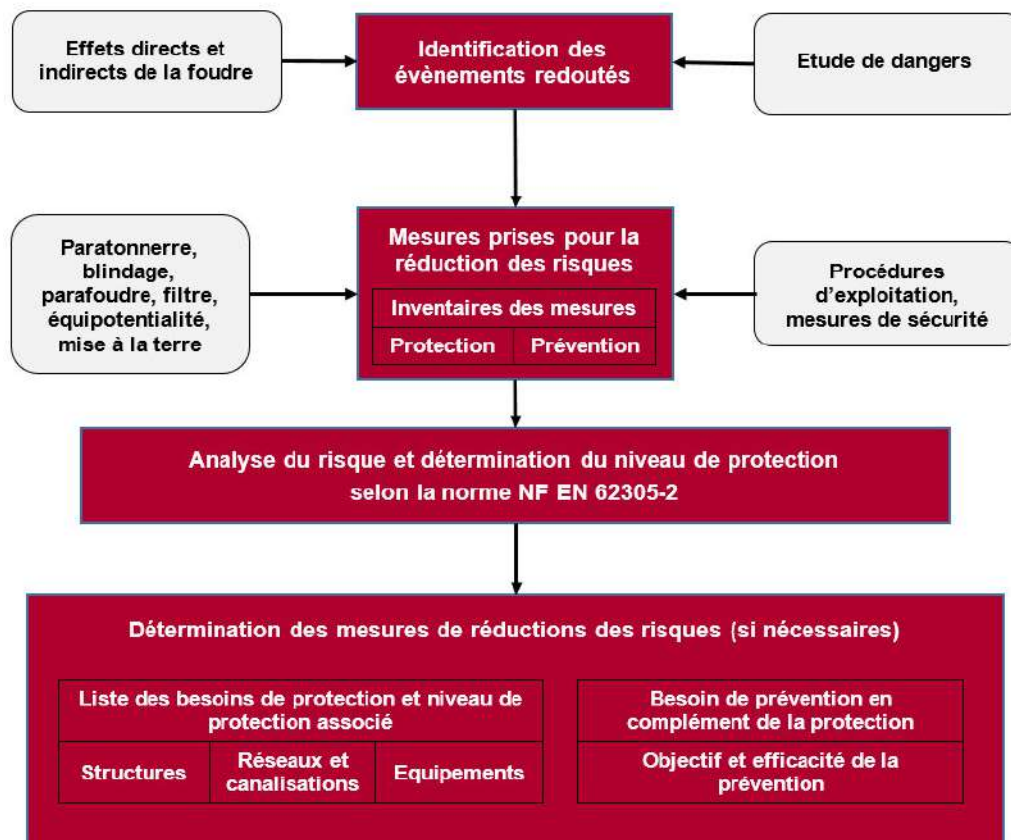 Effets directs et
indirects de la foudre
Identification des
évènements redoutés
Etude de dangers
Paratonnerre,
blindage,
parafoudre, filtre,
équipotentialité,
mise à la terre
Mesures prises pour la
réduction des risques
Inventaires des mesures
Protection
Prévention
Procédures
d'exploitation,
mesures de sécurité
Analyse du risque et détermination du niveau de protection
selon la norme NF EN 62305-2
Détermination des mesures de réductions des risques (si nécessaires)
Liste des besoins de protection et niveau de
protection associé
Structures
Réseaux et
canalisations
Equipements
Besoin de prévention en
complément de la protection
Objectif et efficacité de la
prévention